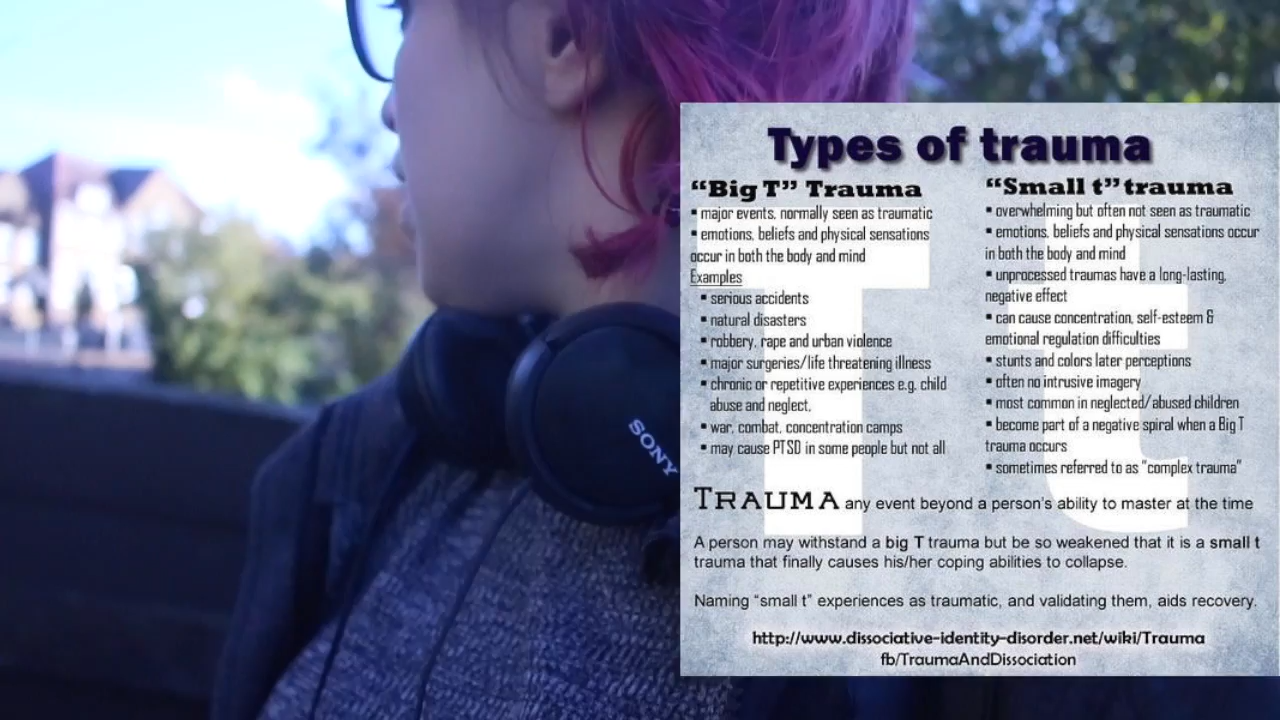 SONY
Types of trauma
“Big T” Trauma
▪ major events, normally seen as traumatic
▪ emotions, beliefs and physical sensations
occur in both the body and mind
Examples
▪ serious accidents
▪ natural disasters
▪ robbery, rape and urban violence
▪ major surgeries/life threatening illness
▪ chronic or repetitive experiences e.g. child
abuse and neglect,
▪ war, combat, concentration camps
▪ may cause PTSD in some people but not all
“Small t” trauma
▪ overwhelming but often not seen as traumatic
▪ emotions, beliefs and physical sensations occur
in both the body and mind
▪ unprocessed traumas have a long-lasting,
negative effect
▪ can cause concentration, self-esteem &
emotional regulation difficulties
▪ stunts and colors later perceptions
▪ often no intrusive imagery
▪ most common in neglected/abused children
▪ become part of a negative spiral when a Big T
trauma occurs
▪ sometimes referred to as “complex trauma”
TRAUMA any event beyond a person's ability to master at the time
A person may withstand a big T trauma but be so weakened that it is a small t
trauma that finally causes his/her coping abilities to collapse.
Naming “small t” experiences as traumatic, and validating them, aids recovery.
http://www.dissociative-identity-disorder.net/wiki/Trauma
fb/TraumaAndDissociation